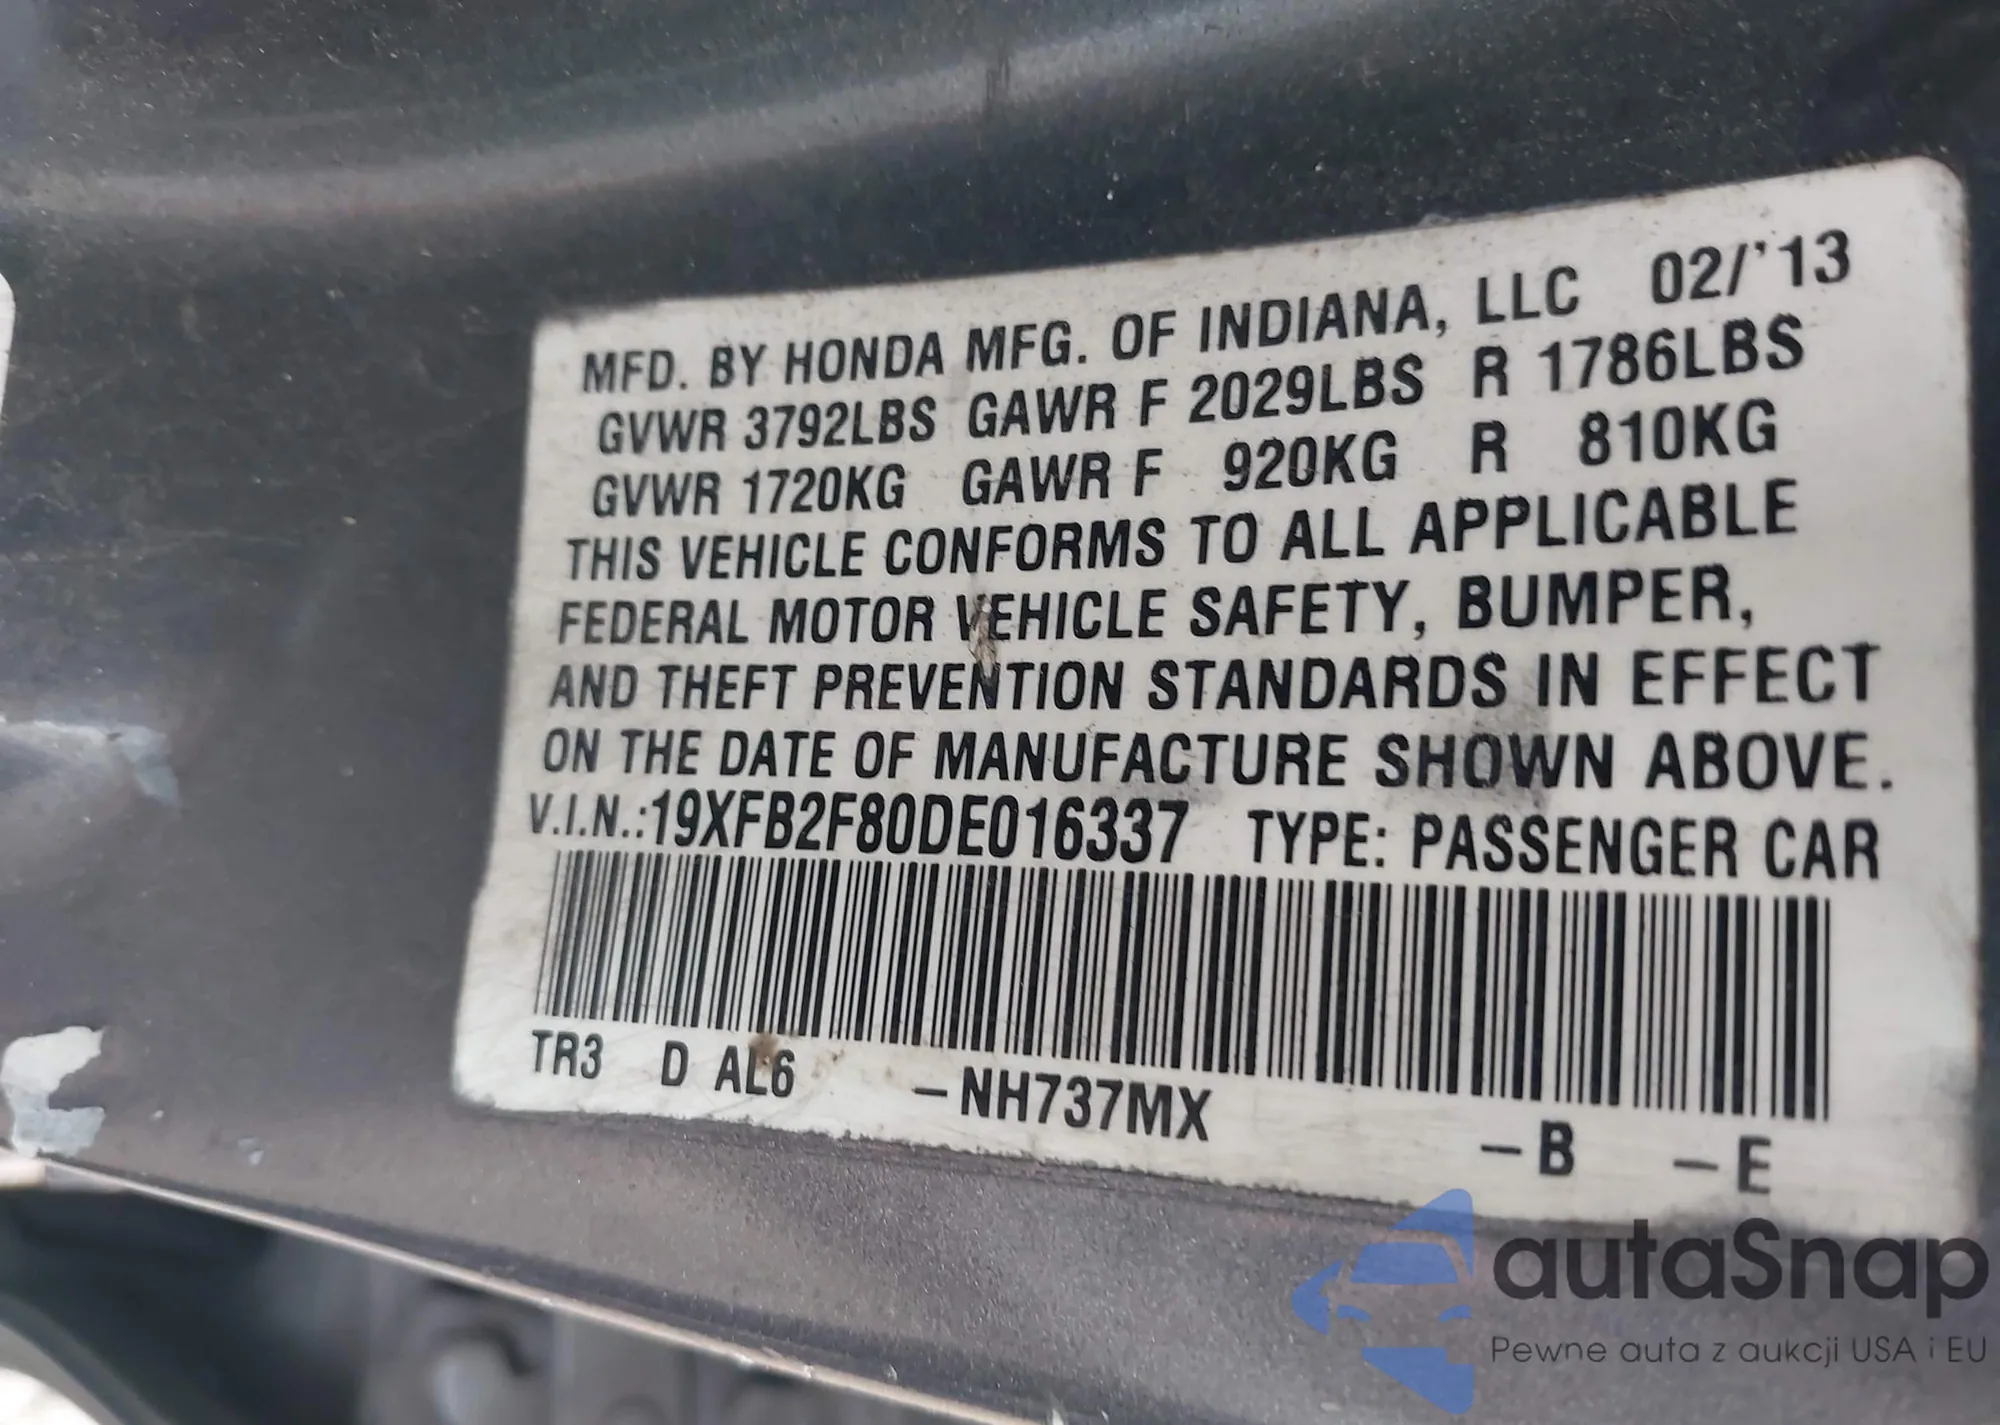 MFD. BY HONDA MFG. OF INDIANA, LLC 02/'13
GVWR 3792LBS GAWR F 2029LBS R 1786LBS
GVWR 1720KG GAWR F 920KG R 810KG
THIS VEHICLE CONFORMS TO ALL APPLICABLE
FEDERAL MOTOR VEHICLE SAFETY, BUMPER,
AND THEFT PREVENTION STANDARDS IN EFFECT
ON THE DATE OF MANUFACTURE SHOWN ABOVE.
V.I.N.:19XFB2F80DE016337 TYPE: PASSENGER CAR
TR3 D AL6 –NH737MX –B –E
autaSnap
Pewne auta z aukcji USA i EU